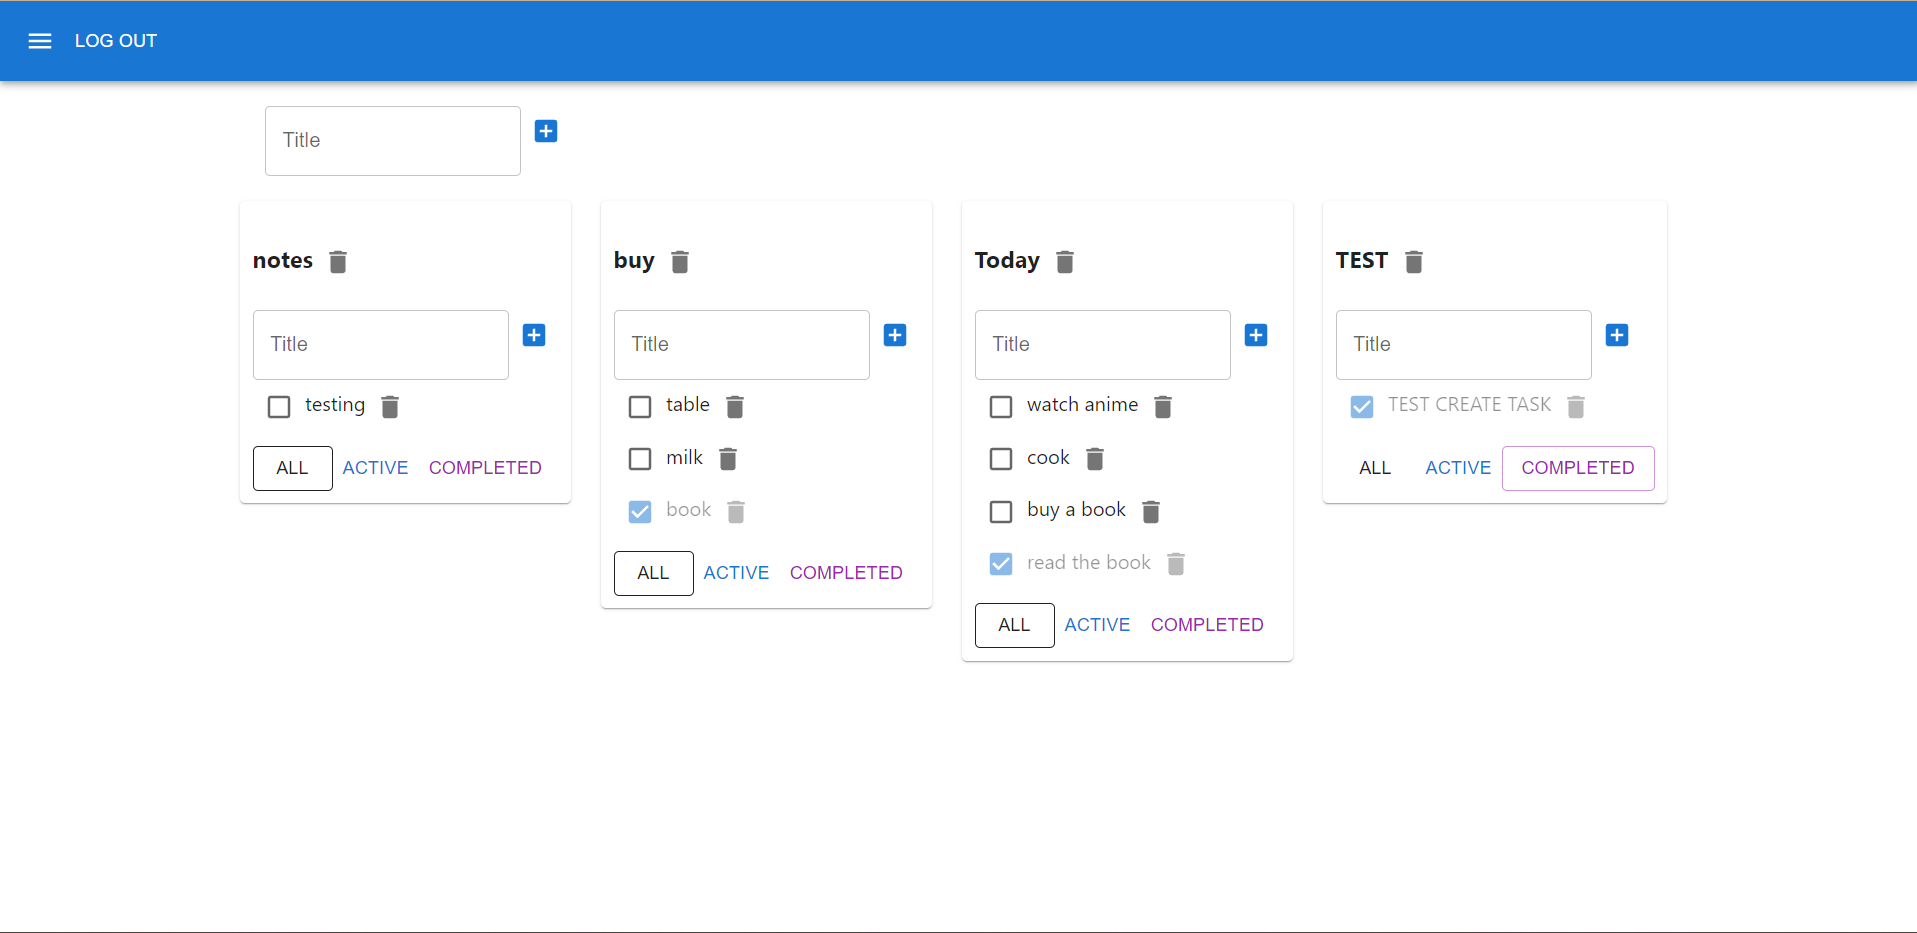 LOG OUT
Title
notes
Title
testing
ALL ACTIVE COMPLETED
buy
Title
table
milk
book
ALL ACTIVE COMPLETED
Today
Title
watch anime
cook
buy a book
read the book
ALL ACTIVE COMPLETED
TEST
Title
TEST CREATE TASK
ALL ACTIVE COMPLETED